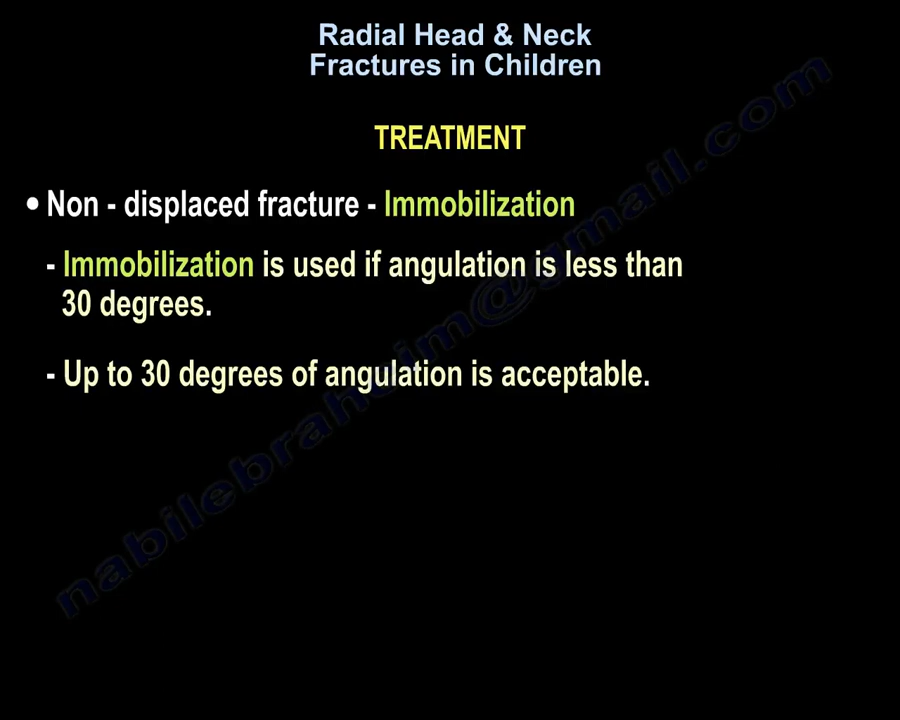 Radial Head & Neck
Fractures in Children
TREATMENT
• Non - displaced fracture - Immobilization
- Immobilization is used if angulation is less than
30 degrees.
- Up to 30 degrees of angulation is acceptable.
nabilebraheim@gmail.com